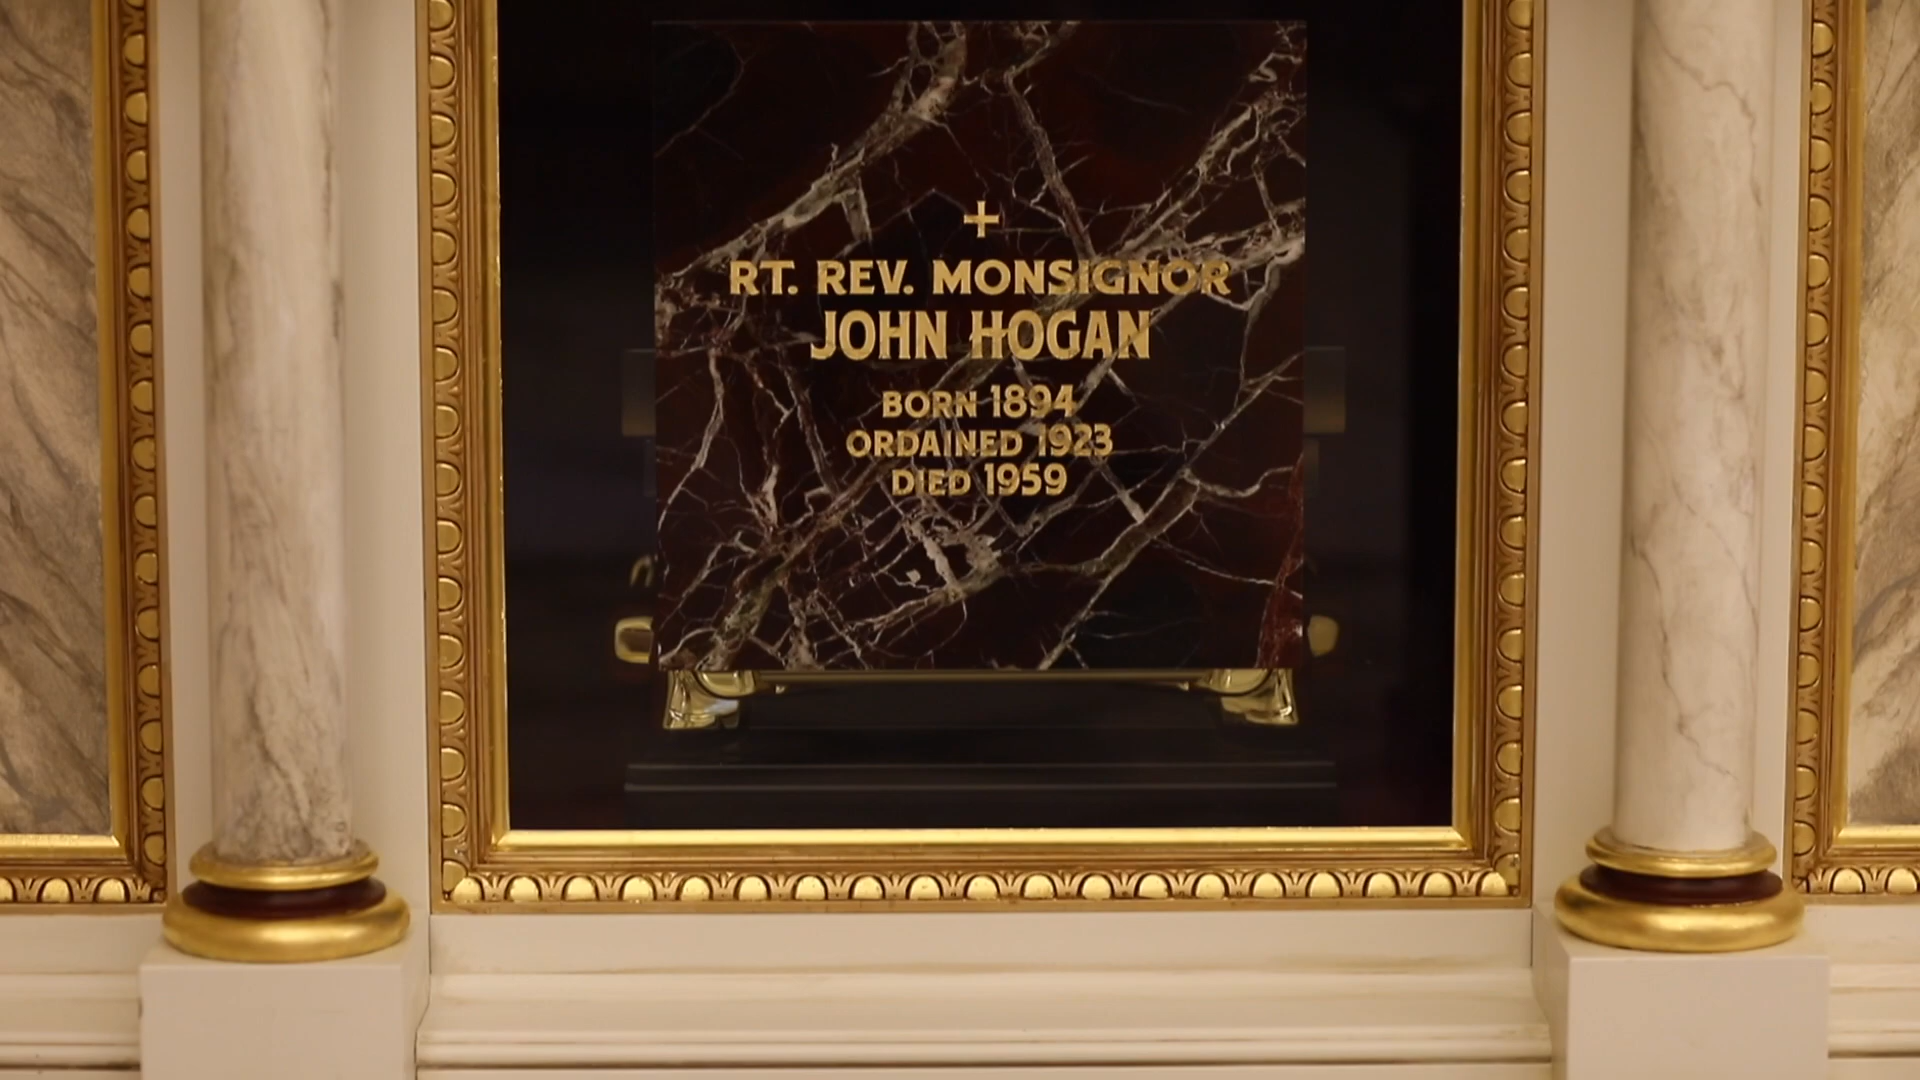 RT. REV. MONSIGNOR
JOHN HOGAN
BORN 1894
ORDAINED 1923
DIED 1959